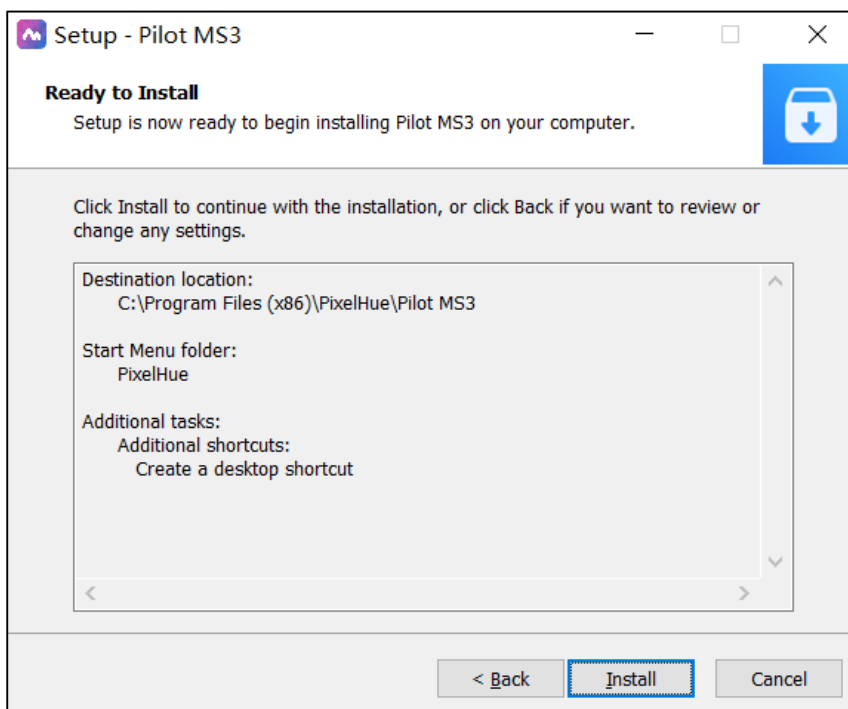 Setup - Pilot MS3
Ready to Install
Setup is now ready to begin installing Pilot MS3 on your computer.
Click Install to continue with the installation, or click Back if you want to review or
change any settings.
Destination location:
C:\Program Files (x86)\PixelHue\Pilot MS3
Start Menu folder:
PixelHue
Additional tasks:
Additional shortcuts:
Create a desktop shortcut
< Back
Install
Cancel